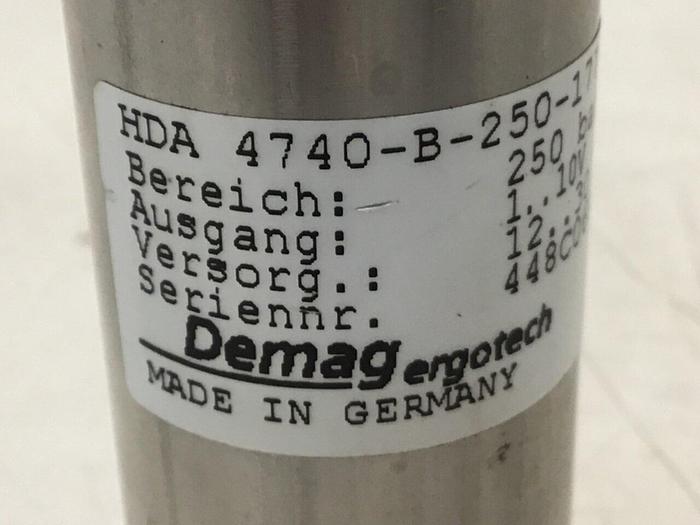 HDA 4740-B-250-17
Bereich: 250 ba
Ausgang: 1..10V
Versorg.: 12..30
Seriennr. 448C0
Demag ergotech
MADE IN GERMANY